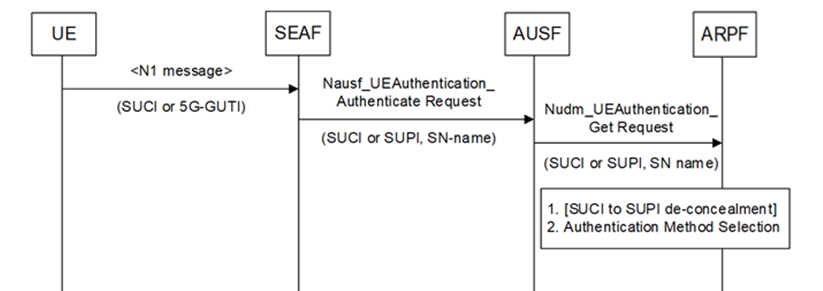 UE
SEAF
AUSF
ARPF
<N1 message>
(SUCI or 5G-GUTI)
Nausf_UEAuthentication_
Authenticate Request
(SUCI or SUPI, SN-name)
Nudm_UEAuthentication_
Get Request
(SUCI or SUPI, SN name)
1. [SUCI to SUPI de-concealment]
2. Authentication Method Selection